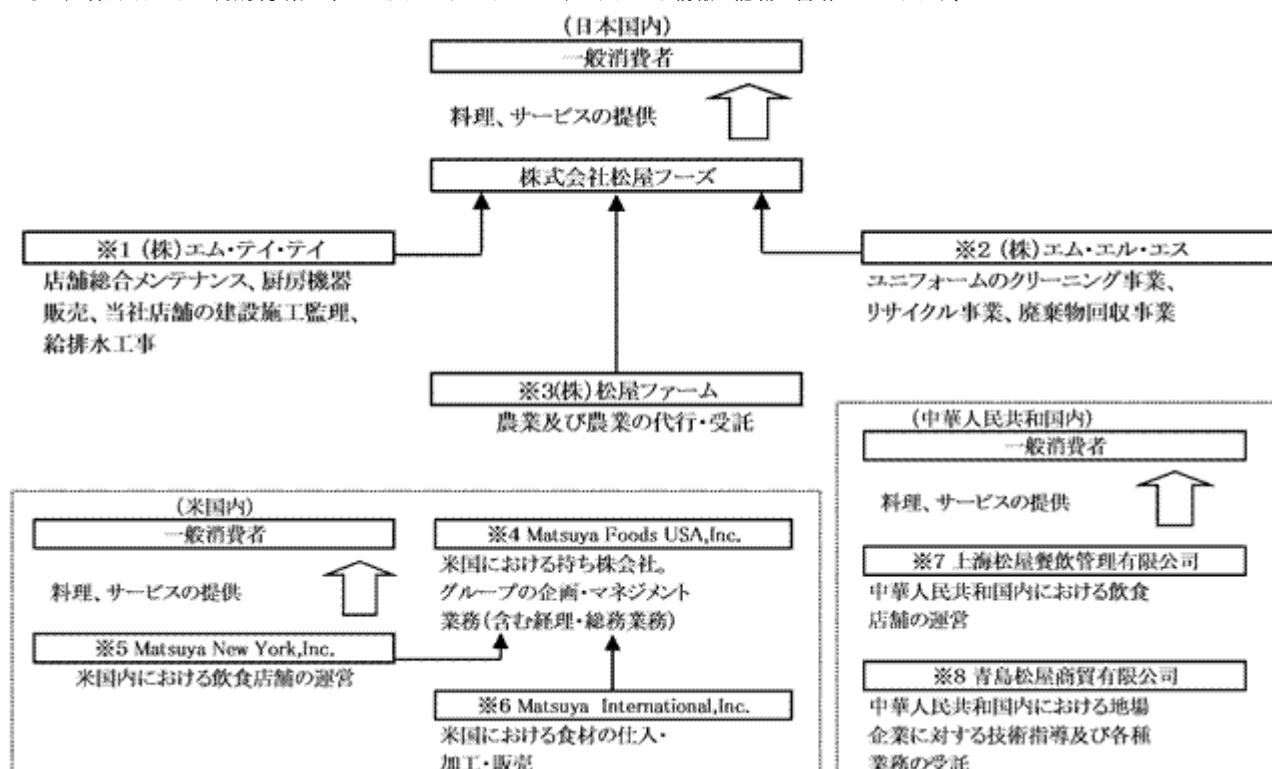 (日本国内)
一般消費者
料理、サービスの提供
株式会社松屋フーズ
※1 (株)エム・テイ・テイ
店舗総合メンテナンス、厨房機器
販売、当社店舗の建設施工監理、
給排水工事
※2 (株)エム・エル・エス
ユニフォームのクリーニング事業、
リサイクル事業、廃棄物回収事業
※3(株)松屋ファーム
農業及び農業の代行・受託
(米国内)
一般消費者
料理、サービスの提供
※5 Matsuya New York,Inc.
米国内における飲食店舗の運営
※4 Matsuya Foods USA,Inc.
米国における持ち株会社。
グループの企画・マネジメント
業務(含む経理・総務業務)
※6 Matsuya International,Inc.
米国における食材の仕入・
加工・販売
(中華人民共和国内)
一般消費者
料理、サービスの提供
※7 上海松屋餐飲管理有限公司
中華人民共和国内における飲食
店舗の運営
※8 青島松屋商貿有限公司
中華人民共和国内における地場
企業に対する技術指導及び各種
業務の受託